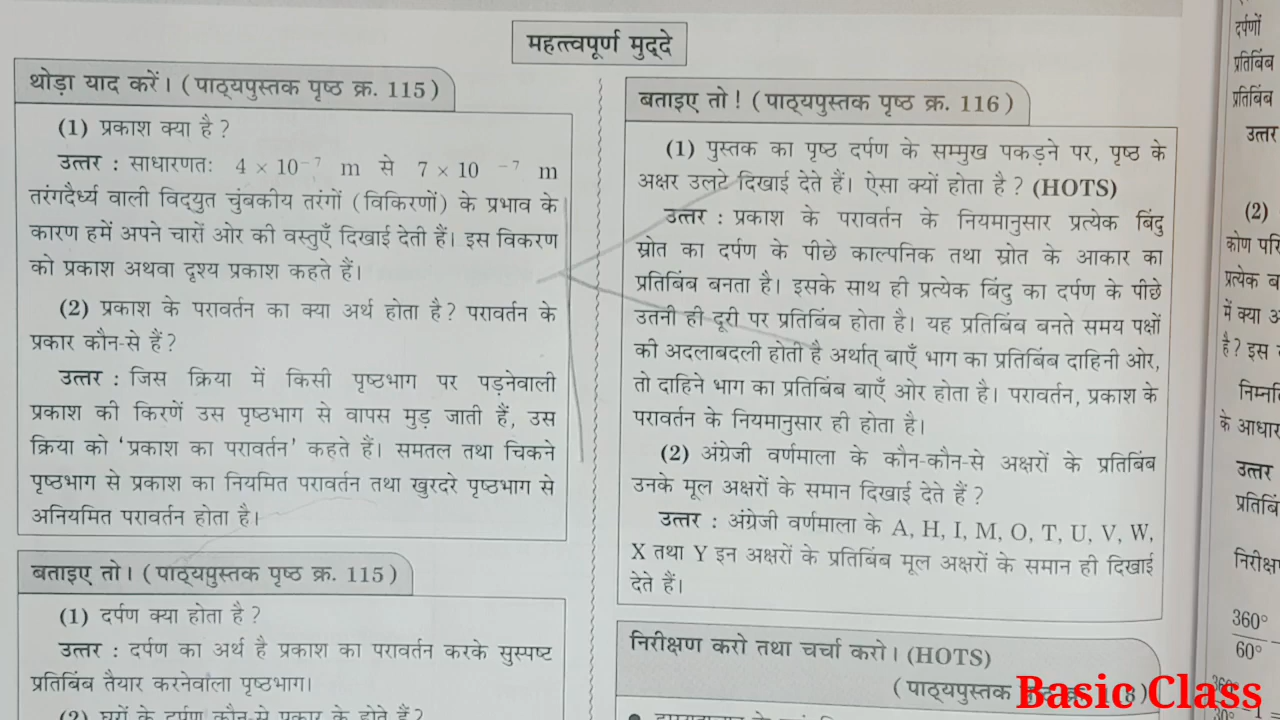 महत्त्वपूर्ण मुद्दे
थोड़ा याद करें। (पाठ्यपुस्तक पृष्ठ क्र. 115)
(1) प्रकाश क्या है ?
उत्तर : साधारणतः 4 × 10⁻⁷ m से 7 × 10 ⁻⁷ m
तरंगदैर्ध्य वाली विद्युत चुंबकीय तरंगों (विकिरणों) के प्रभाव के
कारण हमें अपने चारों ओर की वस्तुएँ दिखाई देती हैं। इस विकरण
को प्रकाश अथवा दृश्य प्रकाश कहते हैं।
(2) प्रकाश के परावर्तन का क्या अर्थ होता है ? परावर्तन के
प्रकार कौन-से हैं ?
उत्तर : जिस क्रिया में किसी पृष्ठभाग पर पड़नेवाली
प्रकाश की किरणें उस पृष्ठभाग से वापस मुड़ जाती हैं, उस
क्रिया को 'प्रकाश का परावर्तन' कहते हैं। समतल तथा चिकने
पृष्ठभाग से प्रकाश का नियमित परावर्तन तथा खुरदरे पृष्ठभाग से
अनियमित परावर्तन होता है।
बताइए तो। (पाठ्यपुस्तक पृष्ठ क्र. 115)
(1) दर्पण क्या होता है ?
उत्तर : दर्पण का अर्थ है प्रकाश का परावर्तन करके सुस्पष्ट
प्रतिबिंब तैयार करनेवाला पृष्ठभाग।
(2) घरों के दर्पण कौन-से प्रकार के होते हैं ?
बताइए तो ! (पाठ्यपुस्तक पृष्ठ क्र. 116)
(1) पुस्तक का पृष्ठ दर्पण के सम्मुख पकड़ने पर, पृष्ठ के
अक्षर उलटे दिखाई देते हैं। ऐसा क्यों होता है ? (HOTS)
उत्तर : प्रकाश के परावर्तन के नियमानुसार प्रत्येक बिंदु
स्रोत का दर्पण के पीछे काल्पनिक तथा स्रोत के आकार का
प्रतिबिंब बनता है। इसके साथ ही प्रत्येक बिंदु का दर्पण के पीछे
उतनी ही दूरी पर प्रतिबिंब होता है। यह प्रतिबिंब बनते समय पक्षों
की अदलाबदली होती है अर्थात् बाएँ भाग का प्रतिबिंब दाहिनी ओर,
तो दाहिने भाग का प्रतिबिंब बाएँ ओर होता है। परावर्तन, प्रकाश के
परावर्तन के नियमानुसार ही होता है।
(2) अंग्रेजी वर्णमाला के कौन-कौन-से अक्षरों के प्रतिबिंब
उनके मूल अक्षरों के समान दिखाई देते हैं ?
उत्तर : अंग्रेजी वर्णमाला के A, H, I, M, O, T, U, V, W,
X तथा Y इन अक्षरों के प्रतिबिंब मूल अक्षरों के समान ही दिखाई
देते हैं।
निरीक्षण करो तथा चर्चा करो। (HOTS)
(पाठ्यपुस्तक
दर्पणों
प्रतिबिंब
प्रतिबिंब
उत्तर
(2)
कोण
प्रत्येक
में क्या
है ? इस
के आधार
उत्तर
360°
60°
Basic Class